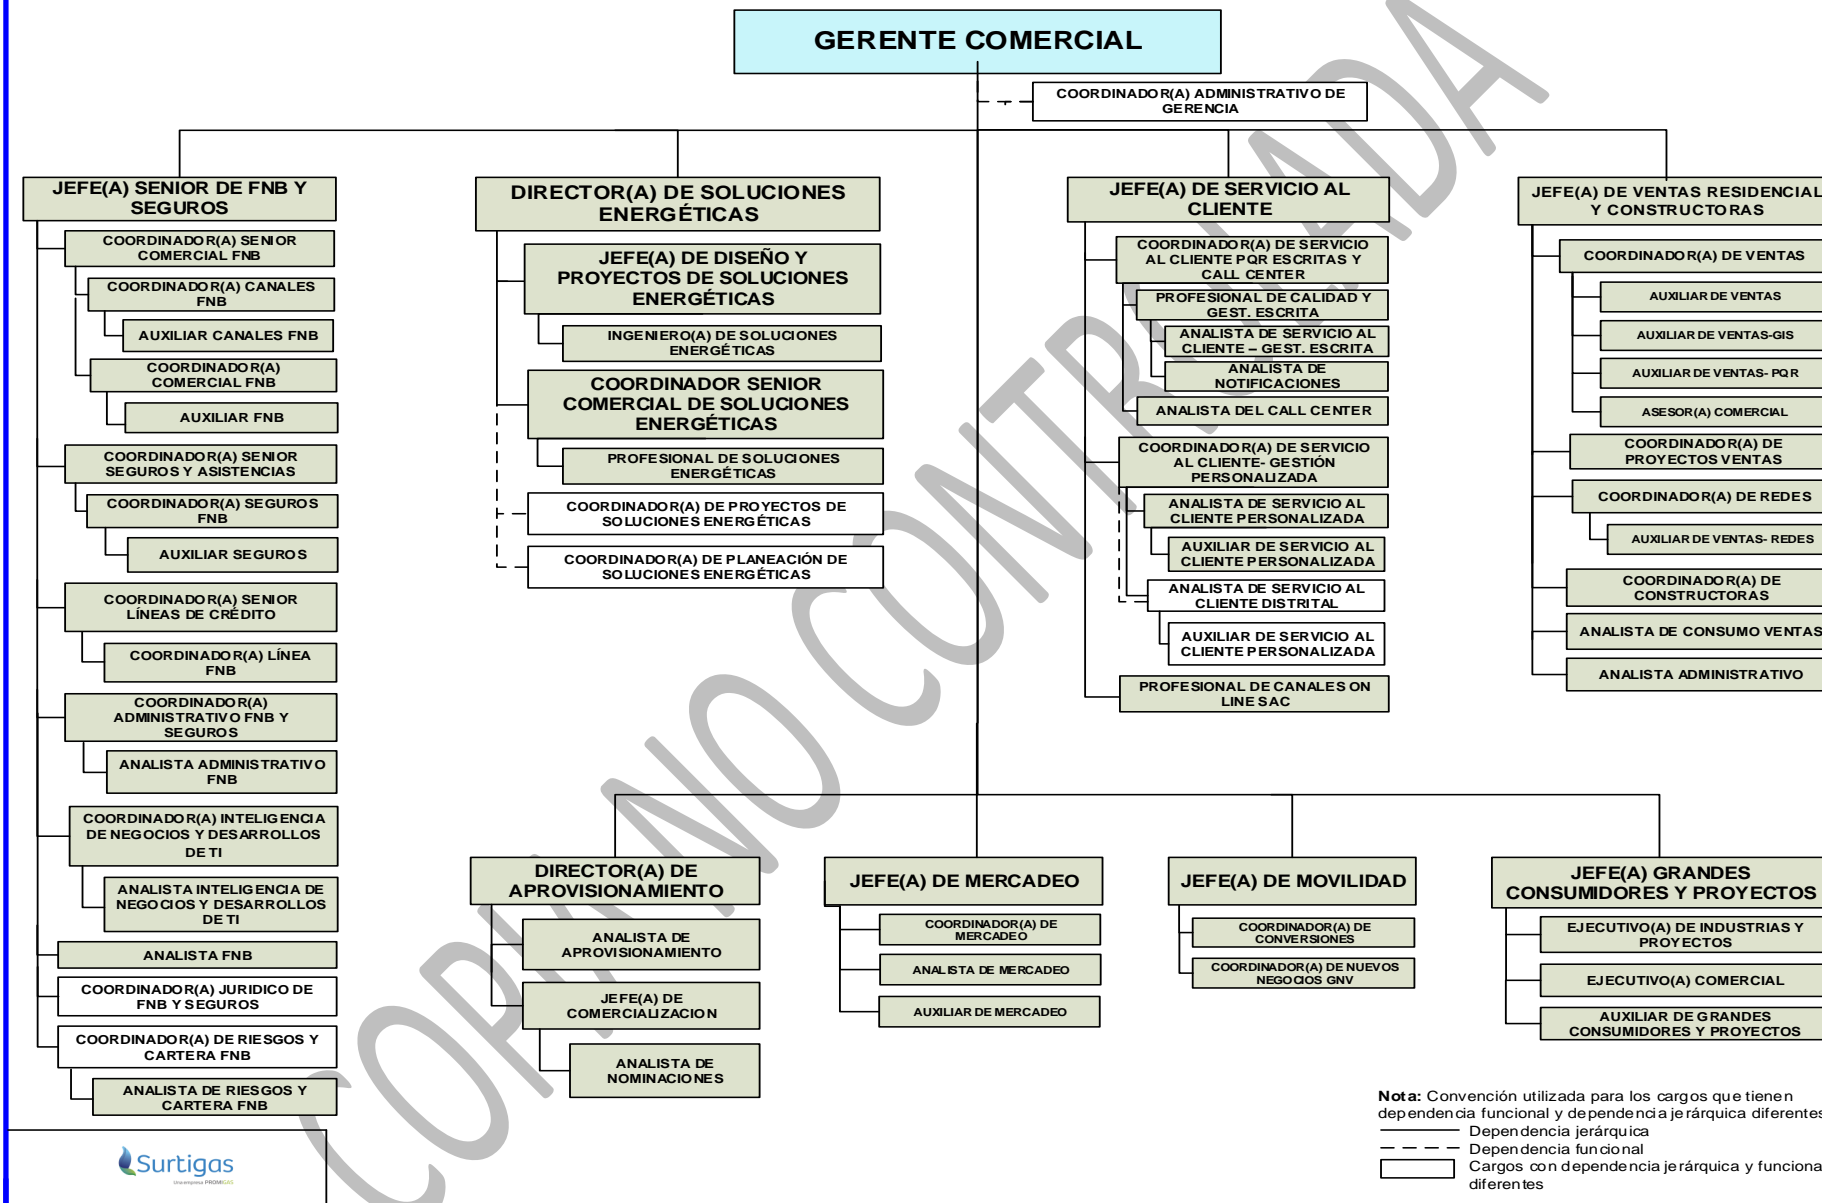 GERENTE COMERCIAL
COORDINADOR(A) ADMINISTRATIVO DE
GERENCIA
JEFE(A) SENIOR DE FNB Y
SEGUROS
COORDINADOR(A) SENIOR
COMERCIAL FNB
COORDINADOR(A) CANALES
FNB
AUXILIAR CANALES FNB
COORDINADOR(A)
COMERCIAL FNB
AUXILIAR FNB
COORDINADOR(A) SENIOR
SEGUROS Y ASISTENCIAS
COORDINADOR(A) SEGUROS
FNB
AUXILIAR SEGUROS
COORDINADOR(A) SENIOR
LÍNEAS DE CRÉDITO
COORDINADOR(A) LÍNEA
FNB
COORDINADOR(A)
ADMINISTRATIVO FNB Y
SEGUROS
ANALISTA ADMINISTRATIVO
FNB
COORDINADOR(A) INTELIGENCIA
DE NEGOCIOS Y DESARROLLOS
DE TI
ANALISTA INTELIGENCIA DE
NEGOCIOS Y DESARROLLOS
DE TI
ANALISTA FNB
COORDINADOR(A) JURIDICO DE
FNB Y SEGUROS
COORDINADOR(A) DE RIESGOS Y
CARTERA FNB
ANALISTA DE RIESGOS Y
CARTERA FNB
DIRECTOR(A) DE SOLUCIONES
ENERGÉTICAS
JEFE(A) DE DISEÑO Y
PROYECTOS DE SOLUCIONES
ENERGÉTICAS
INGENIERO(A) DE SOLUCIONES
ENERGÉTICAS
COORDINADOR SENIOR
COMERCIAL DE SOLUCIONES
ENERGÉTICAS
PROFESIONAL DE SOLUCIONES
ENERGÉTICAS
COORDINADOR(A) DE PROYECTOS DE
SOLUCIONES ENERGÉTICAS
COORDINADOR(A) DE PLANEACIÓN DE
SOLUCIONES ENERGÉTICAS
JEFE(A) DE SERVICIO AL
CLIENTE
COORDINADOR(A) DE SERVICIO
AL CLIENTE PQR ESCRITAS Y
CALL CENTER
PROFESIONAL DE CALIDAD Y
GEST. ESCRITA
ANALISTA DE SERVICIO AL
CLIENTE – GEST. ESCRITA
ANALISTA DE
NOTIFICACIONES
ANALISTA DEL CALL CENTER
COORDINADOR(A) DE SERVICIO
AL CLIENTE- GESTIÓN
PERSONALIZADA
ANALISTA DE SERVICIO AL
CLIENTE PERSONALIZADA
AUXILIAR DE SERVICIO AL
CLIENTE PERSONALIZADA
ANALISTA DE SERVICIO AL
CLIENTE DISTRITAL
AUXILIAR DE SERVICIO AL
CLIENTE PERSONALIZADA
PROFESIONAL DE CANALES ON
LINE SAC
JEFE(A) DE VENTAS RESIDENCIAL
Y CONSTRUCTORAS
COORDINADOR(A) DE VENTAS
AUXILIAR DE VENTAS
AUXILIAR DE VENTAS-GIS
AUXILIAR DE VENTAS- PQR
ASESOR(A) COMERCIAL
COORDINADOR(A) DE
PROYECTOS VENTAS
COORDINADOR(A) DE REDES
AUXILIAR DE VENTAS- REDES
COORDINADOR(A) DE
CONSTRUCTORAS
ANALISTA DE CONSUMO VENTAS
ANALISTA ADMINISTRATIVO
DIRECTOR(A) DE
APROVISIONAMIENTO
ANALISTA DE
APROVISIONAMIENTO
JEFE(A) DE
COMERCIALIZACION
ANALISTA DE
NOMINACIONES
JEFE(A) DE MERCADEO
COORDINADOR(A) DE
MERCADEO
ANALISTA DE MERCADEO
AUXILIAR DE MERCADEO
JEFE(A) DE MOVILIDAD
COORDINADOR(A) DE
CONVERSIONES
COORDINADOR(A) DE NUEVOS
NEGOCIOS GNV
JEFE(A) GRANDES
CONSUMIDORES Y PROYECTOS
EJECUTIVO(A) DE INDUSTRIAS Y
PROYECTOS
EJECUTIVO(A) COMERCIAL
AUXILIAR DE GRANDES
CONSUMIDORES Y PROYECTOS
COPIA NO CONTROLADA
Nota: Convención utilizada para los cargos que tienen
dependencia funcional y dependencia jerárquica diferentes
Dependencia jerárquica
Dependencia funcional
Cargos con dependencia jerárquica y funciona
diferentes
Surtigas
Una empresa PROMIGAS